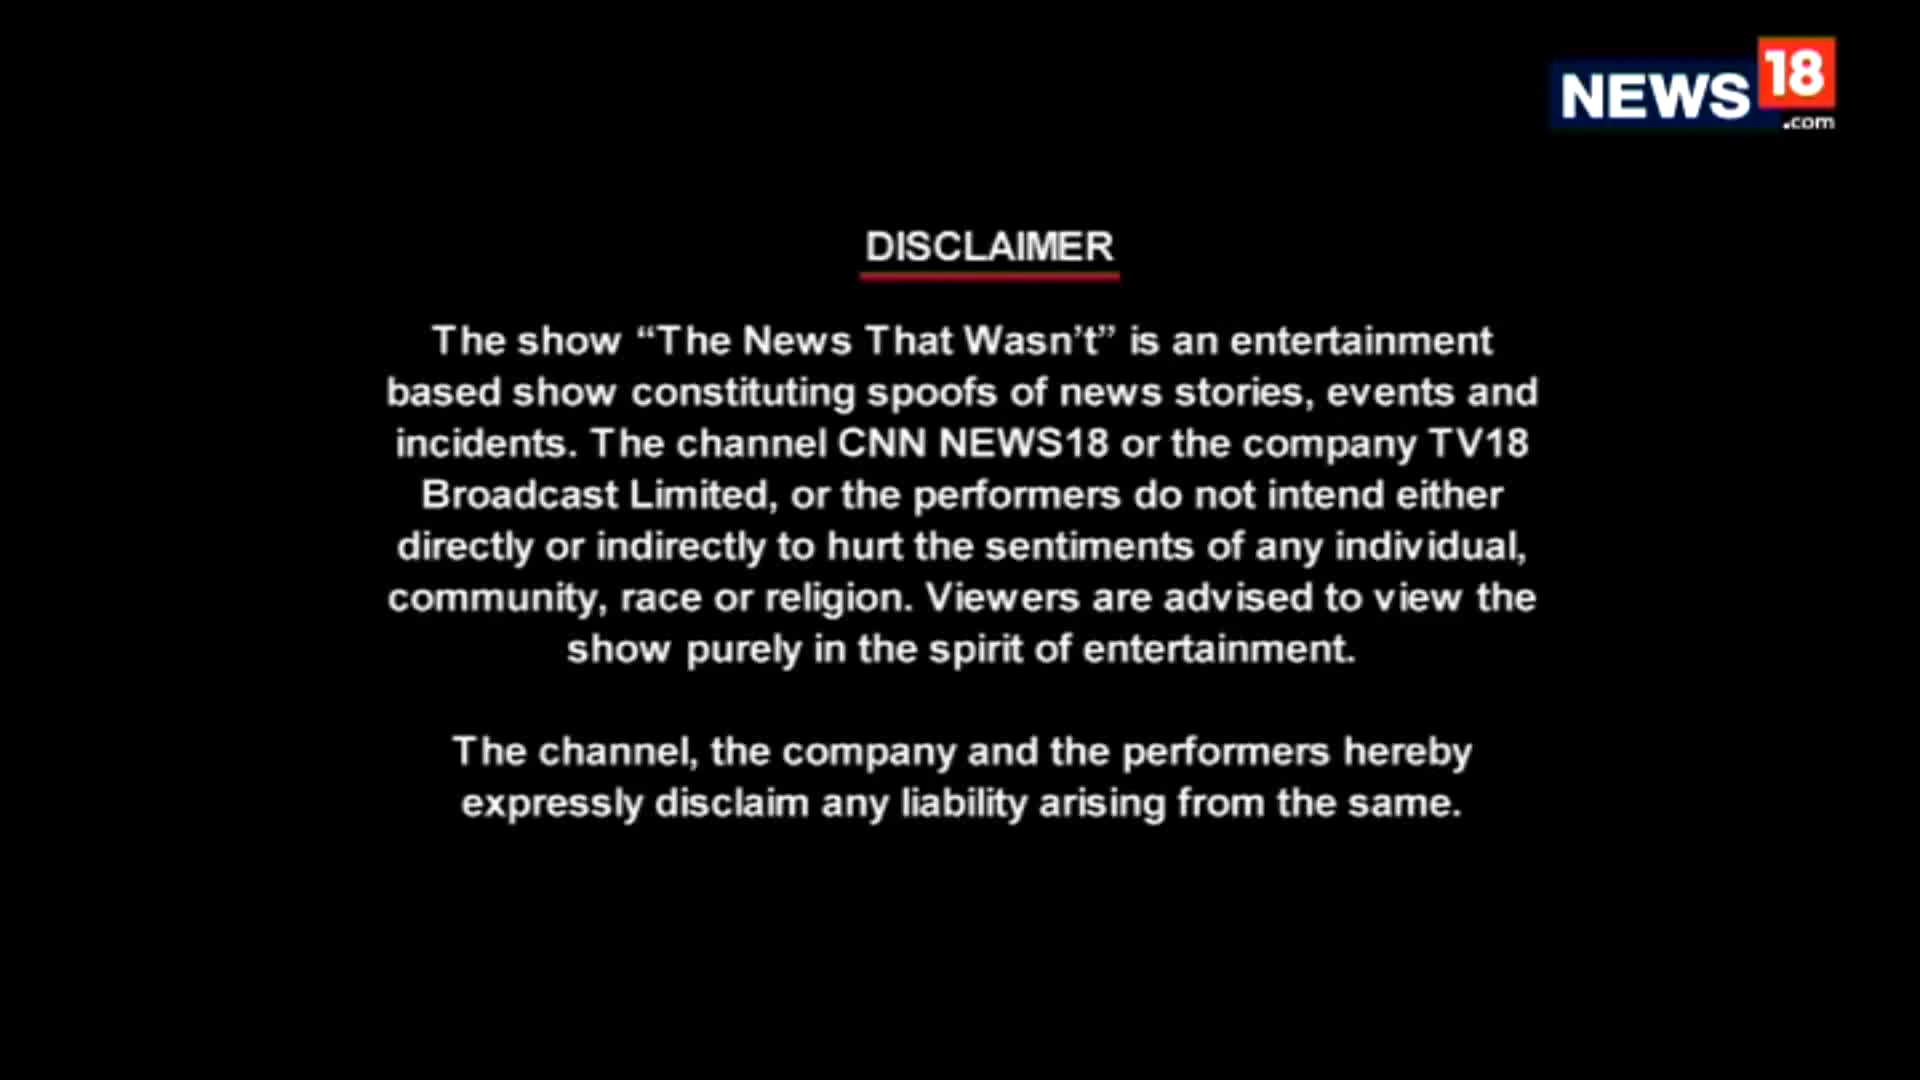 NEWS 18
.com
DISCLAIMER
The show “The News That Wasn’t” is an entertainment
based show constituting spoofs of news stories, events and
incidents. The channel CNN NEWS18 or the company TV18
Broadcast Limited, or the performers do not intend either
directly or indirectly to hurt the sentiments of any individual,
community, race or religion. Viewers are advised to view the
show purely in the spirit of entertainment.
The channel, the company and the performers hereby
expressly disclaim any liability arising from the same.